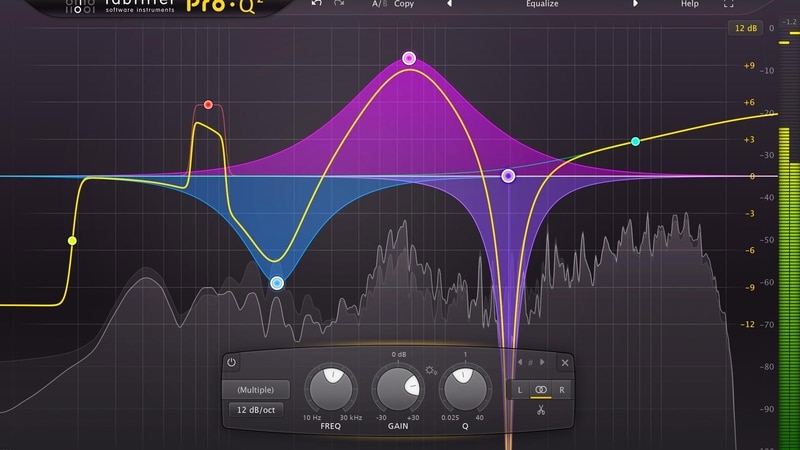 fabfilter Pro·Q²
software instruments
A/B Copy
Equalize
Help
12 dB
-1.2
0
+9
-10
+6
-20
+3
-30
0
-40
-3
-50
-6
-60
-9
-70
-12
-80
-90
-100
0 dB
1
#
(Multiple)
12 dB/oct
10 Hz 30 kHz
FREQ
-30 +30
GAIN
0.025 40
Q
L R